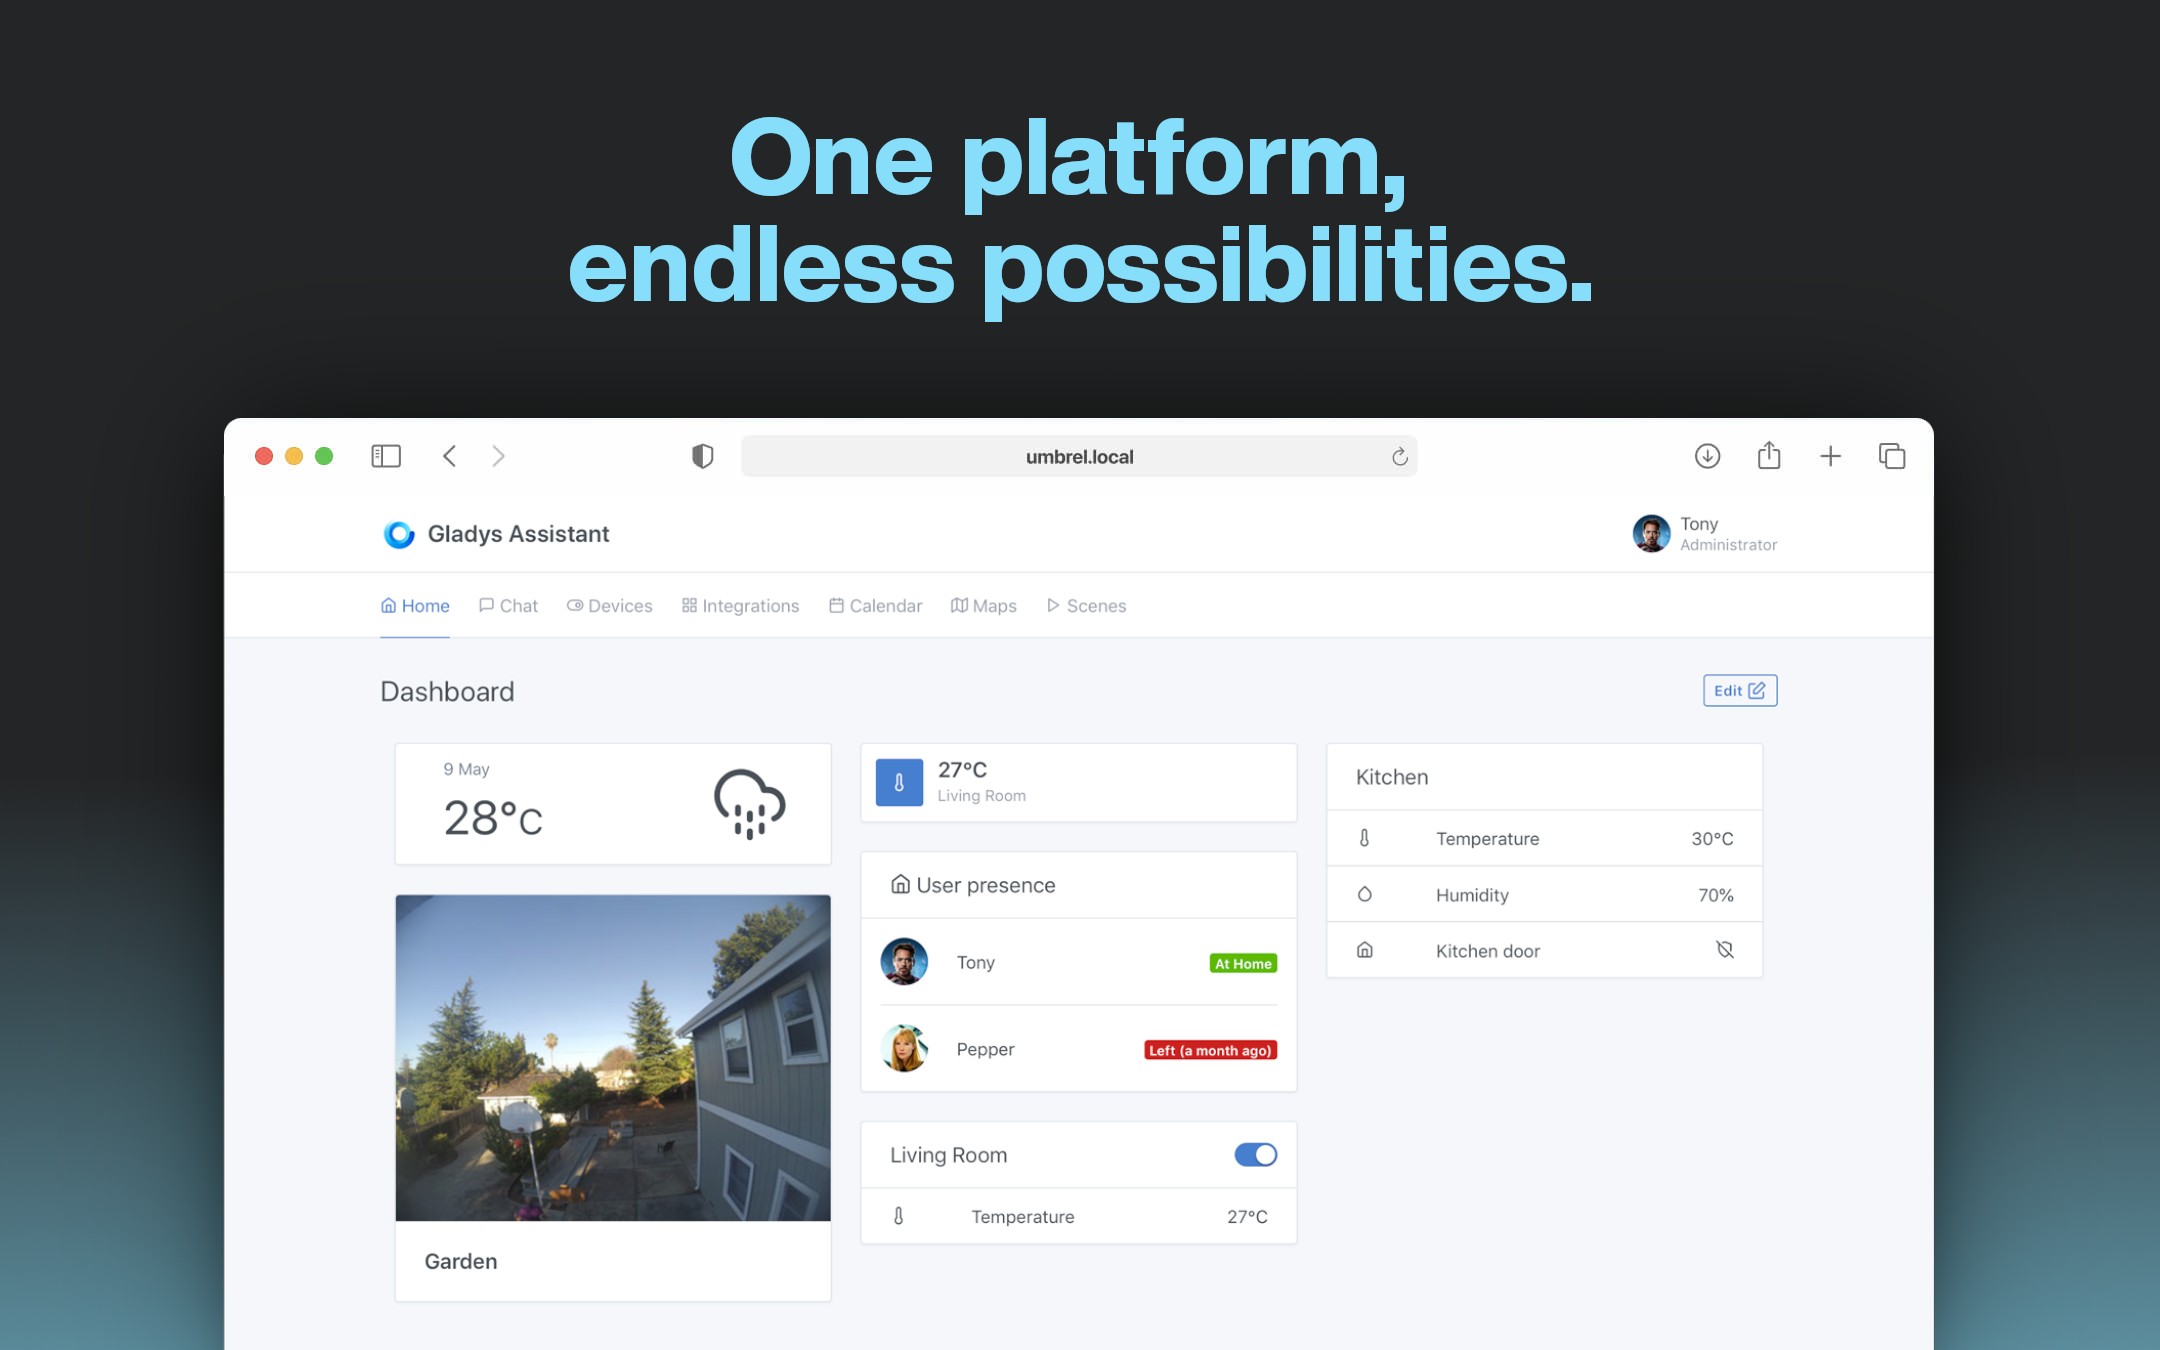 One platform,
endless possibilities.
umbrel.local
Gladys Assistant
Tony
Administrator
Home Chat Devices Integrations Calendar Maps Scenes
Dashboard
Edit
9 May
28°C
Garden
27°C
Living Room
User presence
Tony At Home
Pepper Left (a month ago)
Living Room
Temperature 27°C
Kitchen
Temperature 30°C
Humidity 70%
Kitchen door